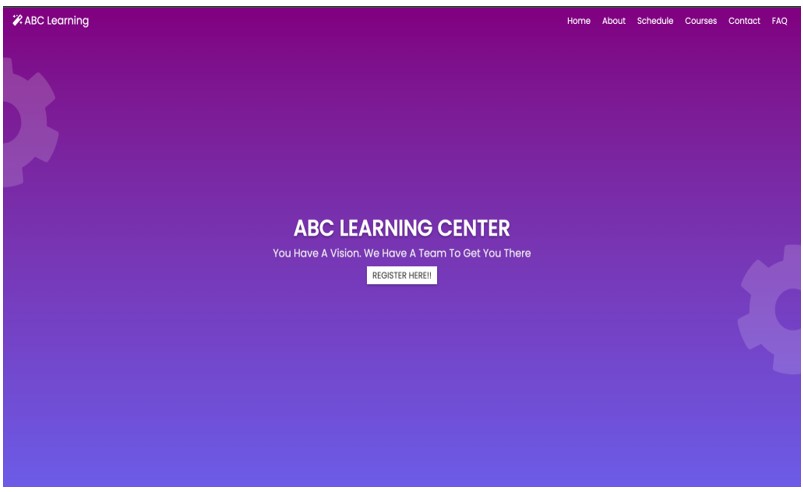 ABC Learning
Home About Schedule Courses Contact FAQ
ABC LEARNING CENTER
You Have A Vision. We Have A Team To Get You There
REGISTER HERE!!